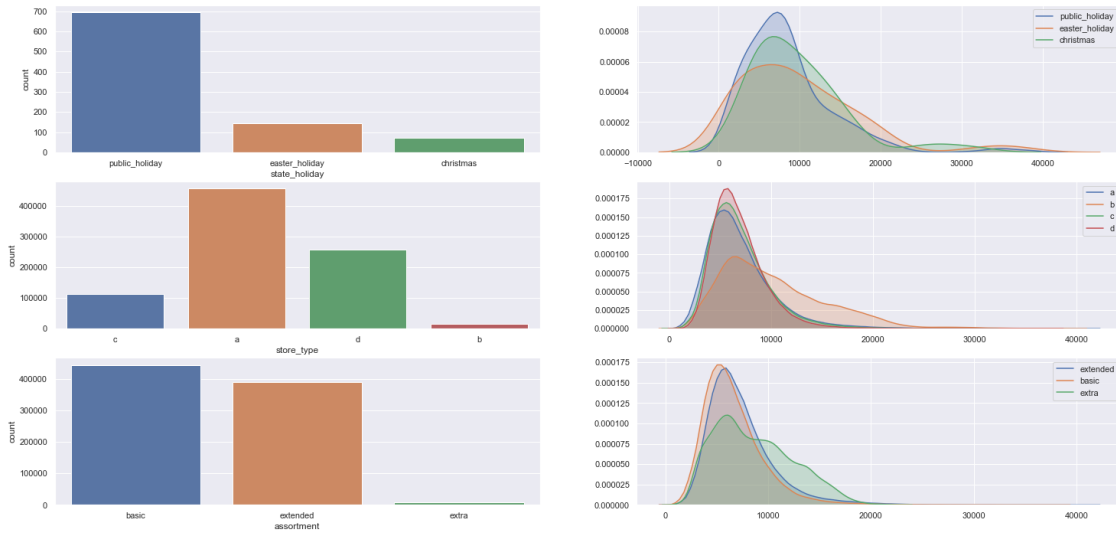 700
600
500
400
300
200
100
0
count
public_holiday easter_holiday christmas
state_holiday
0.00008
0.00006
0.00004
0.00002
0.00000
−10000 0 10000 20000 30000 40000
public_holiday
easter_holiday
christmas
400000
300000
200000
100000
0
count
c a d b
store_type
0.000175
0.000150
0.000125
0.000100
0.000075
0.000050
0.000025
0.000000
0 10000 20000 30000 40000
a
b
c
d
400000
300000
200000
100000
0
count
basic extended extra
assortment
0.000175
0.000150
0.000125
0.000100
0.000075
0.000050
0.000025
0.000000
0 10000 20000 30000 40000
extended
basic
extra